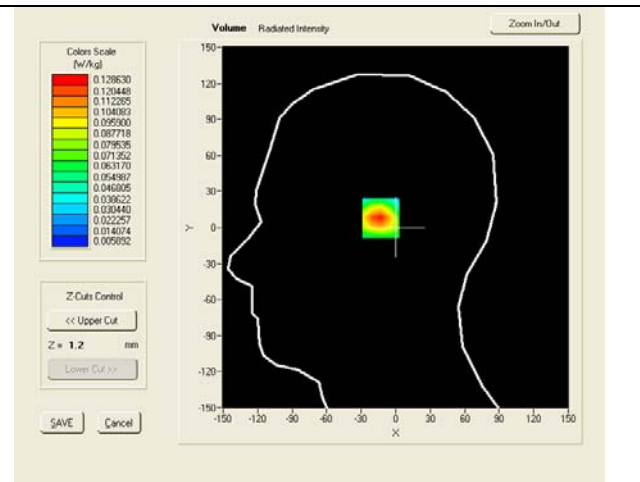 Volume Radiated Intensity
Zoom In/Out
Colors Scale
(W/kg)
0.128630
0.120448
0.112265
0.104083
0.095900
0.087718
0.079535
0.071352
0.063170
0.054987
0.046805
0.038622
0.030440
0.022257
0.014074
0.005892
Z-Cuts Control
<< Upper Cut
Z = 1.2 mm
Lower Cut >>
SAVE Cancel
150
120
90
60
30
0
-30
-60
-90
-120
-150
Y
-150 -120 -90 -60 -30 0 30 60 90 120 150
X